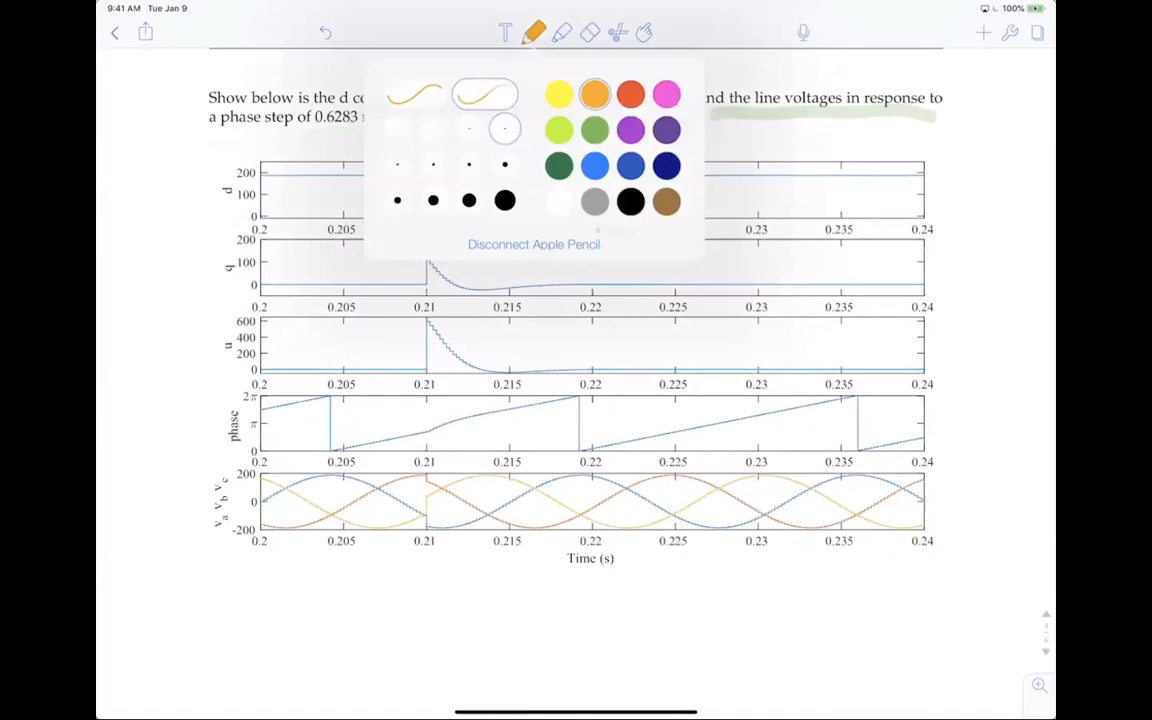 9:41 AM Tue Jan 9
100%
T
Show below is the d co
nd the line voltages in response to
a phase step of 0.6283
Disconnect Apple Pencil
200
100
0
d
0.2 0.205 0.23 0.235 0.24
200
0
q
0.2 0.205 0.21 0.215 0.22 0.225 0.23 0.235 0.24
600
400
200
0
u
0.2 0.205 0.21 0.215 0.22 0.225 0.23 0.235 0.24
2π
π
0
phase
0.2 0.205 0.21 0.215 0.22 0.225 0.23 0.235 0.24
200
0
-200
va vb vc
0.2 0.205 0.21 0.215 0.22 0.225 0.23 0.235 0.24
Time (s)